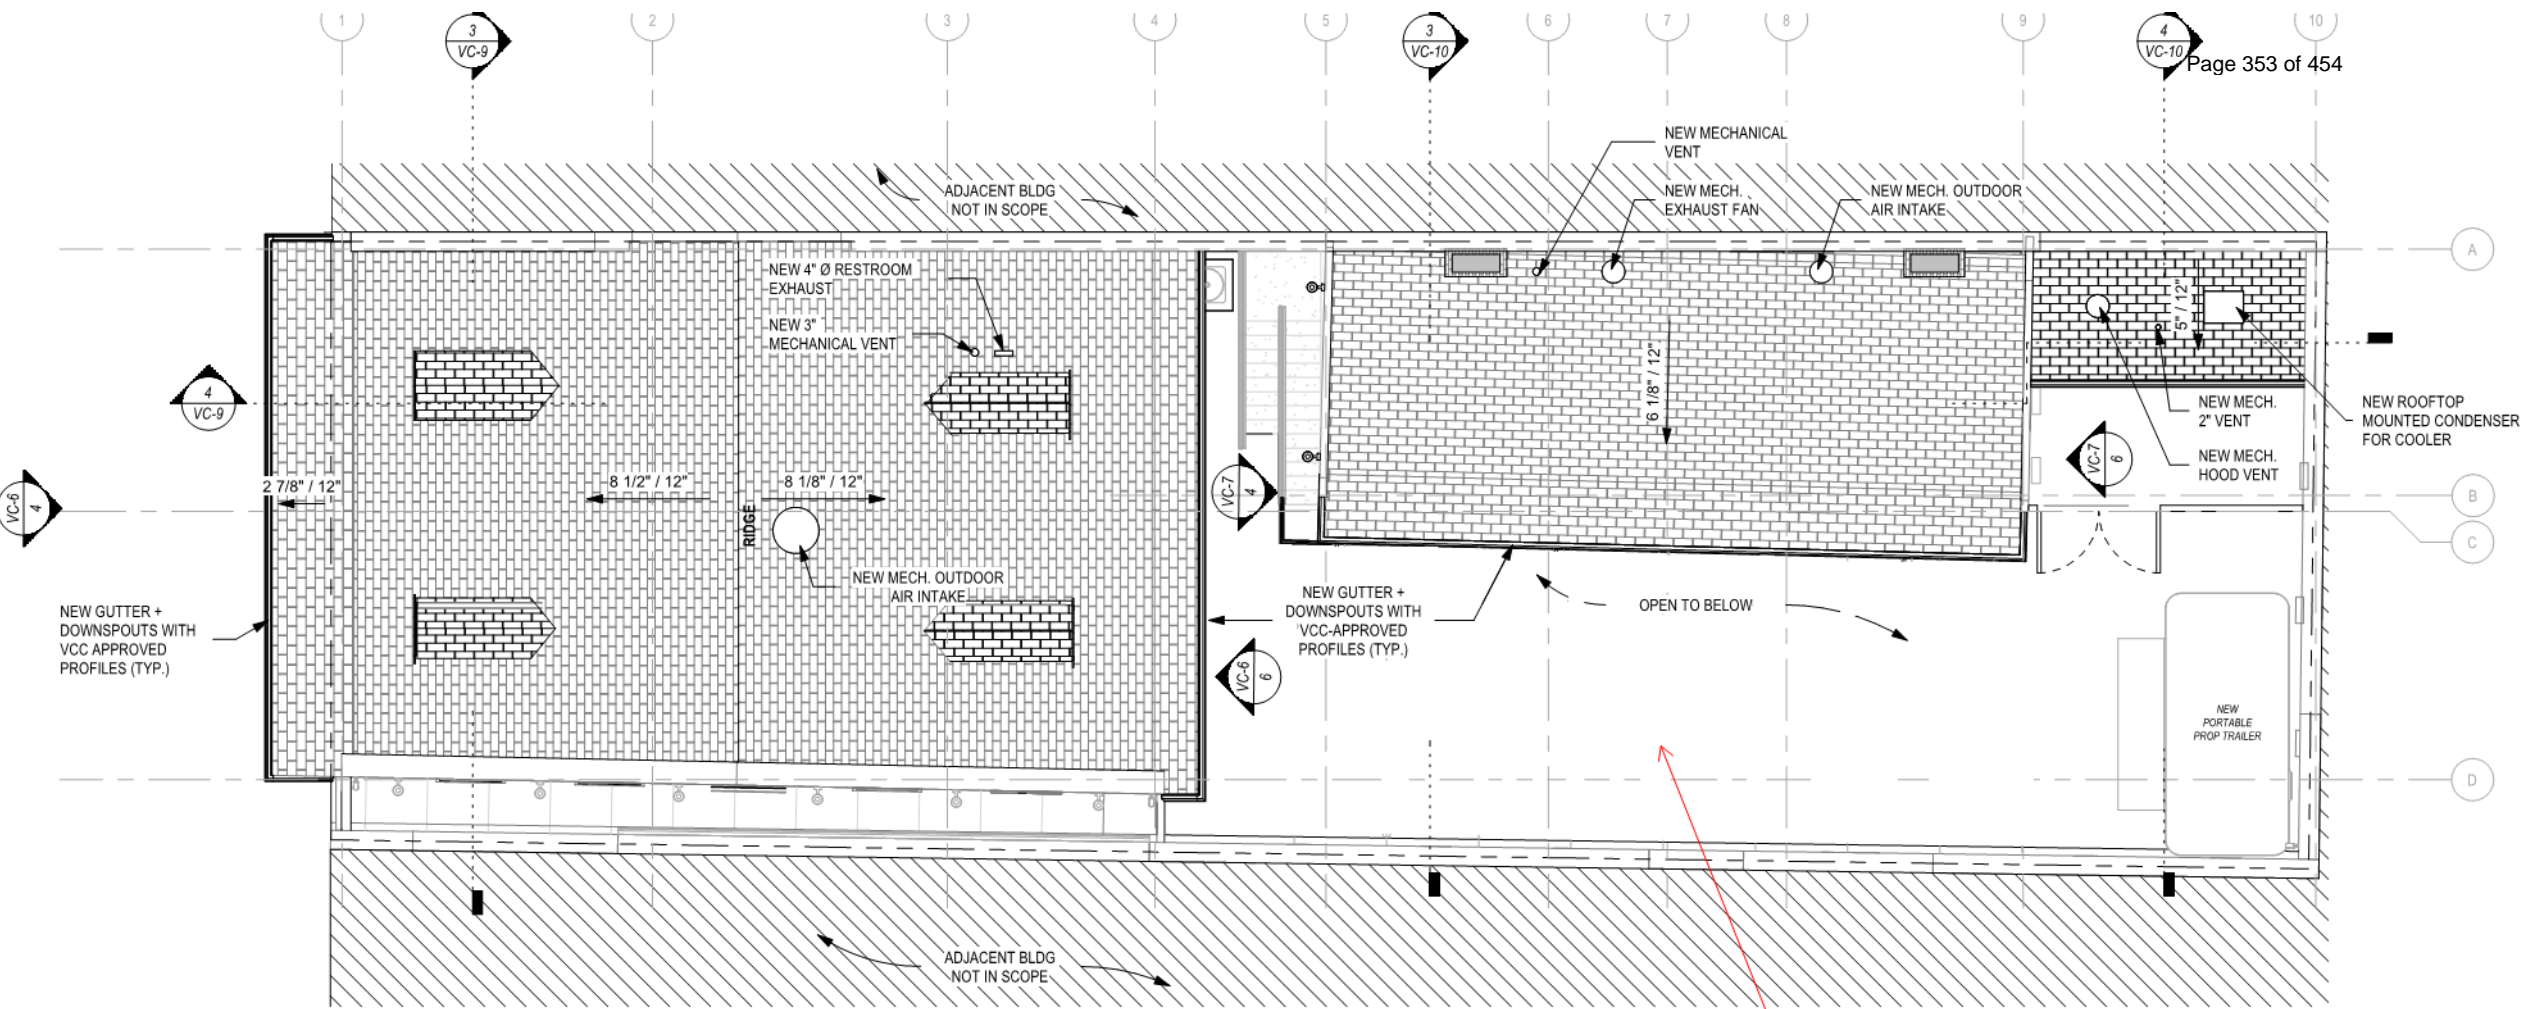 1
2
3
4
5
6
7
8
9
10
3
VC-9
3
VC-10
4
VC-10
Page 353 of 454
NEW MECHANICAL
VENT
ADJACENT BLDG
NOT IN SCOPE
NEW MECH.
EXHAUST FAN
NEW MECH. OUTDOOR
AIR INTAKE
A
NEW 4" Ø RESTROOM
EXHAUST
NEW 3"
MECHANICAL VENT
5" / 12"
6 1/8" / 12"
4
VC-9
NEW MECH.
2" VENT
NEW ROOFTOP
MOUNTED CONDENSER
FOR COOLER
NEW MECH.
HOOD VENT
VC-7
6
2 7/8" / 12"
8 1/2" / 12"
8 1/8" / 12"
VC-7
4
B
VC-6
4
RIDGE
C
NEW MECH. OUTDOOR
AIR INTAKE
NEW GUTTER +
DOWNSPOUTS WITH
VCC APPROVED
PROFILES (TYP.)
NEW GUTTER +
DOWNSPOUTS WITH
VCC-APPROVED
PROFILES (TYP.)
OPEN TO BELOW
VC-6
6
NEW
PORTABLE
PROP TRAILER
D
ADJACENT BLDG
NOT IN SCOPE